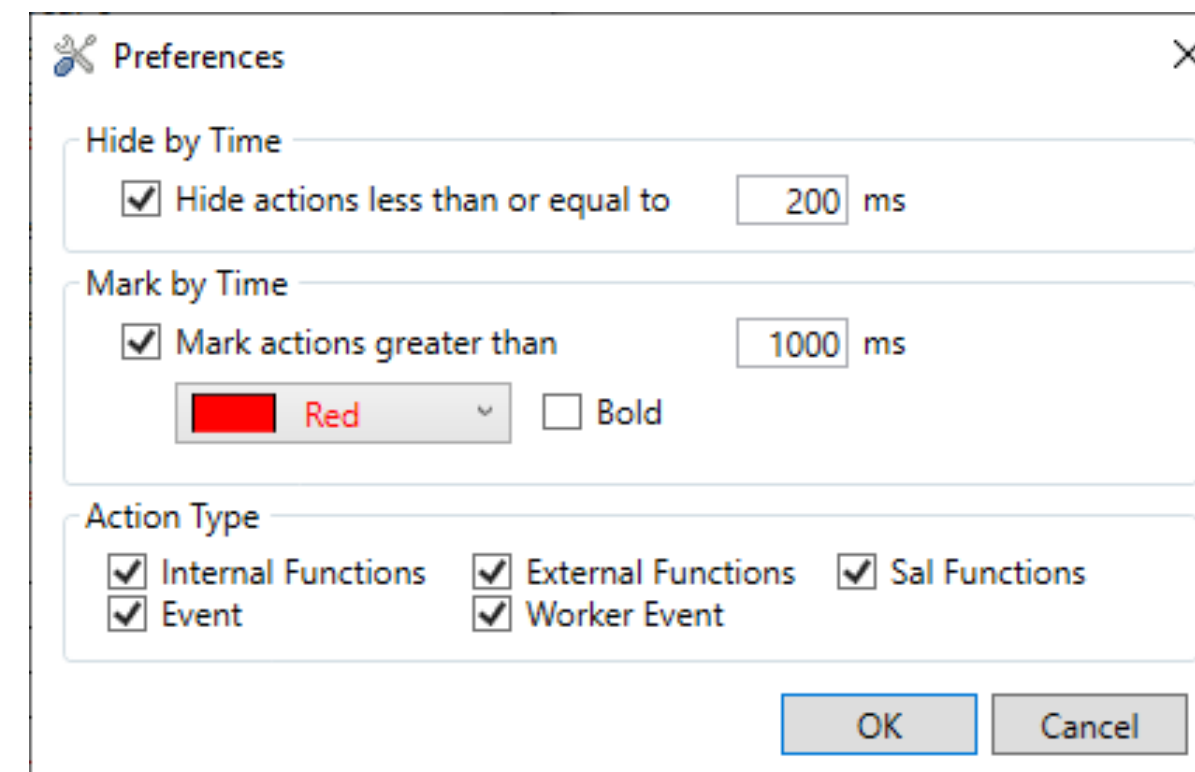 Preferences
Hide by Time
Hide actions less than or equal to 200 ms
Mark by Time
Mark actions greater than 1000 ms
Red Bold
Action Type
Internal Functions External Functions Sal Functions
Event Worker Event
OK Cancel